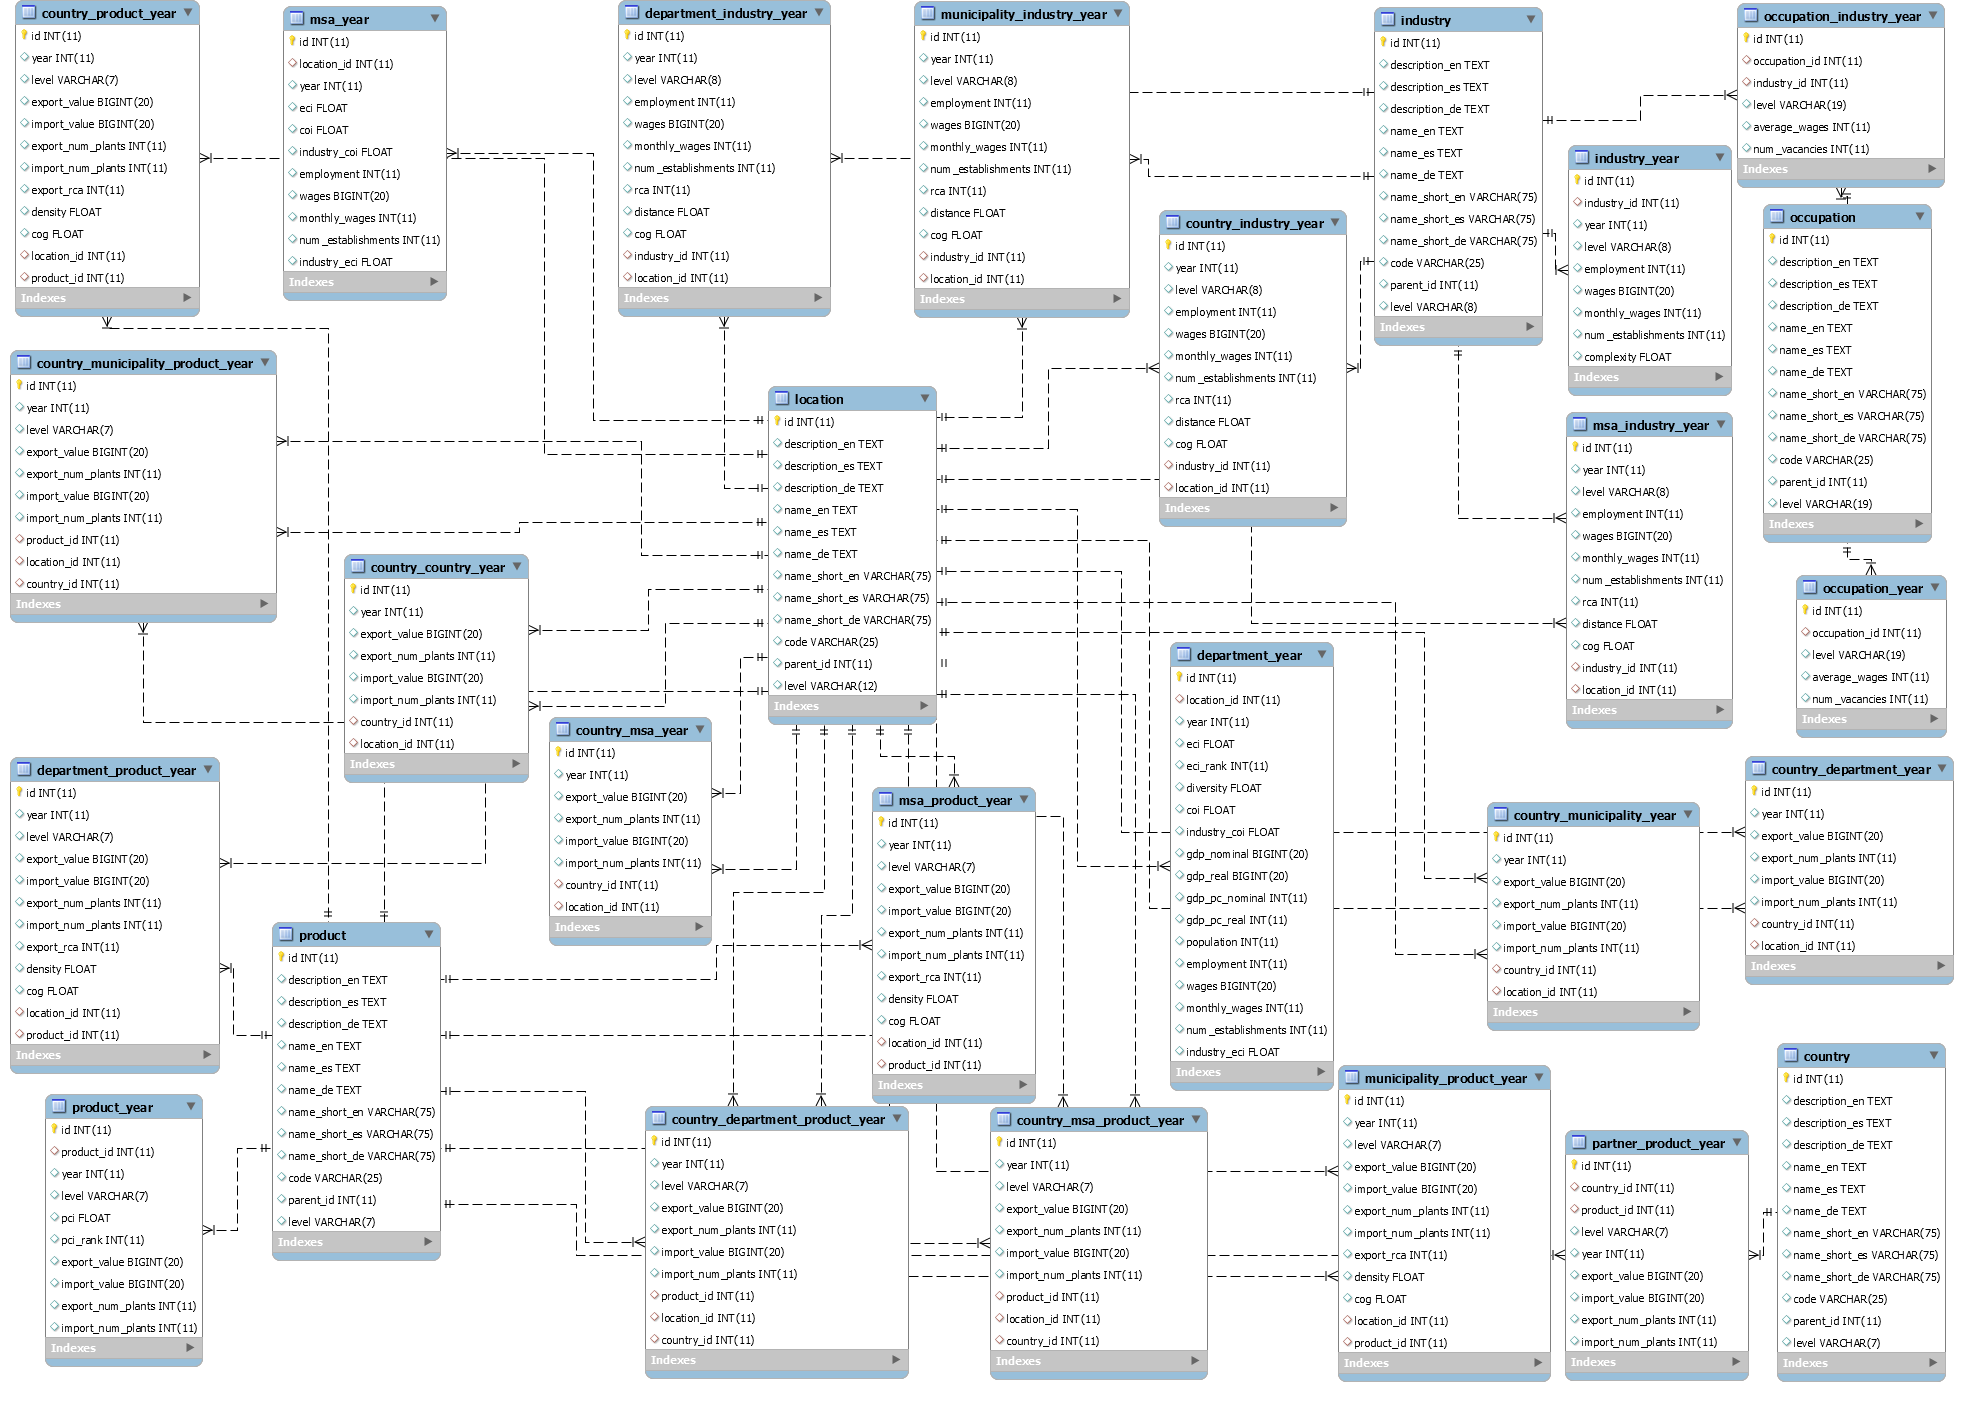 country_product_year
id INT(11)
year INT(11)
level VARCHAR(7)
export_value BIGINT(20)
import_value BIGINT(20)
export_num_plants INT(11)
import_num_plants INT(11)
export_rca INT(11)
density FLOAT
cog FLOAT
location_id INT(11)
product_id INT(11)
Indexes
msa_year
id INT(11)
location_id INT(11)
year INT(11)
eci FLOAT
coi FLOAT
industry_coi FLOAT
employment INT(11)
wages BIGINT(20)
monthly_wages INT(11)
num_establishments INT(11)
industry_eci FLOAT
Indexes
department_industry_year
id INT(11)
year INT(11)
level VARCHAR(8)
employment INT(11)
wages BIGINT(20)
monthly_wages INT(11)
num_establishments INT(11)
rca INT(11)
distance FLOAT
cog FLOAT
industry_id INT(11)
location_id INT(11)
Indexes
municipality_industry_year
id INT(11)
year INT(11)
level VARCHAR(8)
employment INT(11)
wages BIGINT(20)
monthly_wages INT(11)
num_establishments INT(11)
rca INT(11)
distance FLOAT
cog FLOAT
industry_id INT(11)
location_id INT(11)
Indexes
industry
id INT(11)
description_en TEXT
description_es TEXT
description_de TEXT
name_en TEXT
name_es TEXT
name_de TEXT
name_short_en VARCHAR(75)
name_short_es VARCHAR(75)
name_short_de VARCHAR(75)
code VARCHAR(25)
parent_id INT(11)
level VARCHAR(8)
Indexes
occupation_industry_year
id INT(11)
occupation_id INT(11)
industry_id INT(11)
level VARCHAR(19)
average_wages INT(11)
num_vacancies INT(11)
Indexes
industry_year
id INT(11)
industry_id INT(11)
year INT(11)
level VARCHAR(8)
employment INT(11)
wages BIGINT(20)
monthly_wages INT(11)
num_establishments INT(11)
complexity FLOAT
Indexes
country_industry_year
id INT(11)
year INT(11)
level VARCHAR(8)
employment INT(11)
wages BIGINT(20)
monthly_wages INT(11)
num_establishments INT(11)
rca INT(11)
distance FLOAT
cog FLOAT
industry_id INT(11)
location_id INT(11)
Indexes
occupation
id INT(11)
description_en TEXT
description_es TEXT
description_de TEXT
name_en TEXT
name_es TEXT
name_de TEXT
name_short_en VARCHAR(75)
name_short_es VARCHAR(75)
name_short_de VARCHAR(75)
code VARCHAR(25)
parent_id INT(11)
level VARCHAR(19)
Indexes
country_municipality_product_year
id INT(11)
year INT(11)
level VARCHAR(7)
export_value BIGINT(20)
export_num_plants INT(11)
import_value BIGINT(20)
import_num_plants INT(11)
product_id INT(11)
location_id INT(11)
country_id INT(11)
Indexes
location
id INT(11)
description_en TEXT
description_es TEXT
description_de TEXT
name_en TEXT
name_es TEXT
name_de TEXT
name_short_en VARCHAR(75)
name_short_es VARCHAR(75)
name_short_de VARCHAR(75)
code VARCHAR(25)
parent_id INT(11)
level VARCHAR(12)
Indexes
msa_industry_year
id INT(11)
year INT(11)
level VARCHAR(8)
employment INT(11)
wages BIGINT(20)
monthly_wages INT(11)
num_establishments INT(11)
rca INT(11)
distance FLOAT
cog FLOAT
industry_id INT(11)
location_id INT(11)
Indexes
country_country_year
id INT(11)
year INT(11)
export_value BIGINT(20)
export_num_plants INT(11)
import_value BIGINT(20)
import_num_plants INT(11)
country_id INT(11)
location_id INT(11)
Indexes
occupation_year
id INT(11)
occupation_id INT(11)
level VARCHAR(19)
average_wages INT(11)
num_vacancies INT(11)
Indexes
department_year
id INT(11)
location_id INT(11)
year INT(11)
eci FLOAT
eci_rank INT(11)
diversity FLOAT
coi FLOAT
industry_coi FLOAT
gdp_nominal BIGINT(20)
gdp_real BIGINT(20)
gdp_pc_nominal INT(11)
gdp_pc_real INT(11)
population INT(11)
employment INT(11)
wages BIGINT(20)
monthly_wages INT(11)
num_establishments INT(11)
industry_eci FLOAT
Indexes
country_msa_year
id INT(11)
year INT(11)
export_value BIGINT(20)
export_num_plants INT(11)
import_value BIGINT(20)
import_num_plants INT(11)
country_id INT(11)
location_id INT(11)
Indexes
department_product_year
id INT(11)
year INT(11)
level VARCHAR(7)
export_value BIGINT(20)
import_value BIGINT(20)
export_num_plants INT(11)
import_num_plants INT(11)
export_rca INT(11)
density FLOAT
cog FLOAT
location_id INT(11)
product_id INT(11)
Indexes
msa_product_year
id INT(11)
year INT(11)
level VARCHAR(7)
export_value BIGINT(20)
import_value BIGINT(20)
export_num_plants INT(11)
import_num_plants INT(11)
export_rca INT(11)
density FLOAT
cog FLOAT
location_id INT(11)
product_id INT(11)
Indexes
country_municipality_year
id INT(11)
year INT(11)
export_value BIGINT(20)
export_num_plants INT(11)
import_value BIGINT(20)
import_num_plants INT(11)
country_id INT(11)
location_id INT(11)
Indexes
country_department_year
id INT(11)
year INT(11)
export_value BIGINT(20)
export_num_plants INT(11)
import_value BIGINT(20)
import_num_plants INT(11)
country_id INT(11)
location_id INT(11)
Indexes
product
id INT(11)
description_en TEXT
description_es TEXT
description_de TEXT
name_en TEXT
name_es TEXT
name_de TEXT
name_short_en VARCHAR(75)
name_short_es VARCHAR(75)
name_short_de VARCHAR(75)
code VARCHAR(25)
parent_id INT(11)
level VARCHAR(7)
Indexes
product_year
id INT(11)
product_id INT(11)
year INT(11)
level VARCHAR(7)
pci FLOAT
pci_rank INT(11)
export_value BIGINT(20)
import_value BIGINT(20)
export_num_plants INT(11)
import_num_plants INT(11)
Indexes
country_department_product_year
id INT(11)
year INT(11)
level VARCHAR(7)
export_value BIGINT(20)
export_num_plants INT(11)
import_value BIGINT(20)
import_num_plants INT(11)
product_id INT(11)
location_id INT(11)
country_id INT(11)
Indexes
country_msa_product_year
id INT(11)
year INT(11)
level VARCHAR(7)
export_value BIGINT(20)
export_num_plants INT(11)
import_value BIGINT(20)
import_num_plants INT(11)
product_id INT(11)
location_id INT(11)
country_id INT(11)
Indexes
municipality_product_year
id INT(11)
year INT(11)
level VARCHAR(7)
export_value BIGINT(20)
import_value BIGINT(20)
export_num_plants INT(11)
import_num_plants INT(11)
export_rca INT(11)
density FLOAT
cog FLOAT
location_id INT(11)
product_id INT(11)
Indexes
partner_product_year
id INT(11)
country_id INT(11)
product_id INT(11)
level VARCHAR(7)
year INT(11)
export_value BIGINT(20)
import_value BIGINT(20)
export_num_plants INT(11)
import_num_plants INT(11)
Indexes
country
id INT(11)
description_en TEXT
description_es TEXT
description_de TEXT
name_en TEXT
name_es TEXT
name_de TEXT
name_short_en VARCHAR(75)
name_short_es VARCHAR(75)
name_short_de VARCHAR(75)
code VARCHAR(25)
parent_id INT(11)
level VARCHAR(7)
Indexes